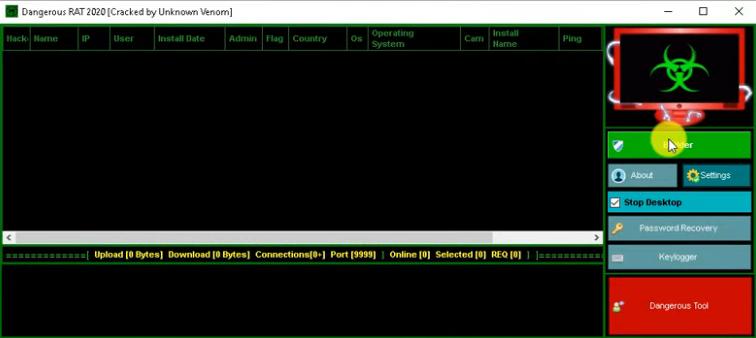 Dangerous RAT 2020 [Cracked by Unknown Venom]
Hack Name IP User Install Date Admin Flag Country Os Operating System Cam Install Name Ping
Builder
About Settings
Stop Desktop
Password Recovery
Keylogger
=============[ Upload [0 Bytes] Download [0 Bytes] Connections[0+] Port [9999] ] Online [0] Selected [0] REQ [0] ] ]============
Dangerous Tool